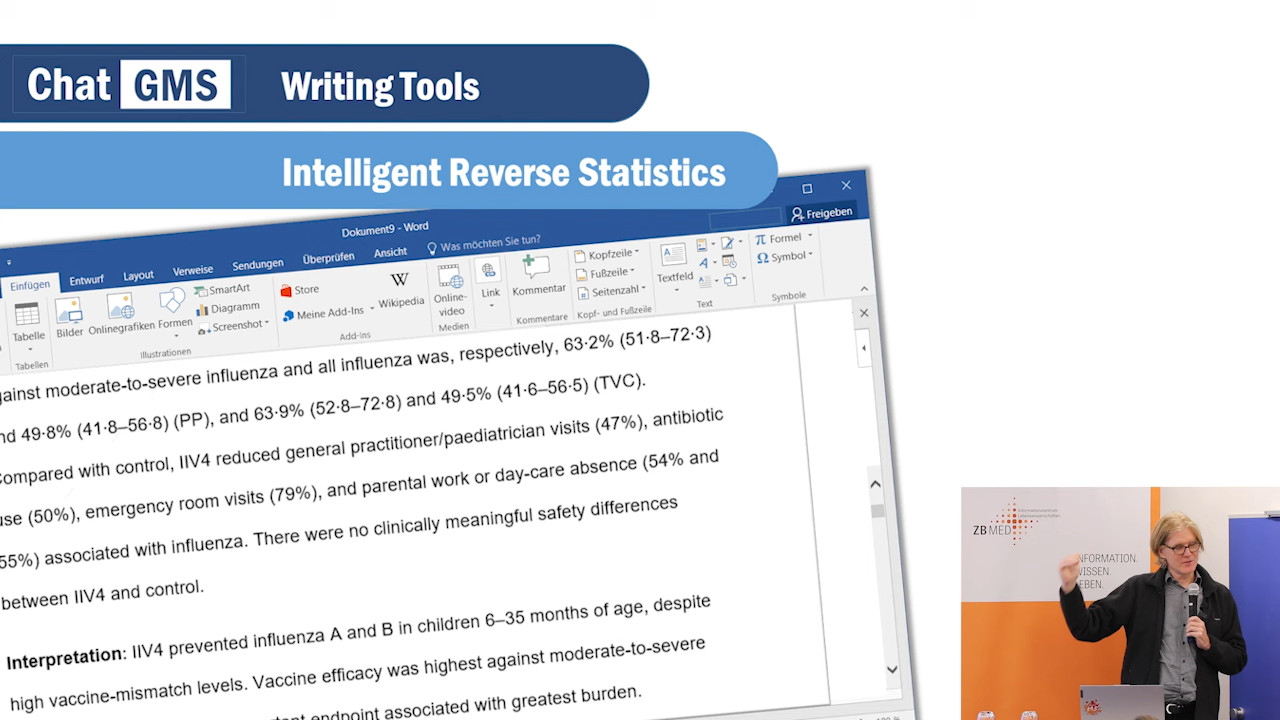 Chat GMS Writing Tools
Intelligent Reverse Statistics
Dokument9 - Word
Freigeben
Einfügen Entwurf Layout Verweise Sendungen Überprüfen Ansicht Was möchten Sie tun?
Tabelle
Tabellen
Bilder Onlinegrafiken Formen
SmartArt
Diagramm
Screenshot
Illustrationen
Store
Meine Add-Ins
W
Wikipedia
Add-Ins
Online-
video
Medien
Link
Kommentar
Kommentare
Kopfzeile
Fußzeile
Seitenzahl
Kopf- und Fußzeile
Textfeld
Text
π Formel
Ω Symbol
Symbole
against moderate-to-severe influenza and all influenza was, respectively, 63·2% (51·8–72·3)
49·8% (41·8–56·8) (PP), and 63·9% (52·8–72·8) and 49·5% (41·6–56·5) (TVC).
Compared with control, IIV4 reduced general practitioner/paediatrician visits (47%), antibiotic
use (50%), emergency room visits (79%), and parental work or day-care absence (54% and
55%) associated with influenza. There were no clinically meaningful safety differences
between IIV4 and control.
Interpretation: IIV4 prevented influenza A and B in children 6–35 months of age, despite
high vaccine-mismatch levels. Vaccine efficacy was highest against moderate-to-severe
endpoint associated with greatest burden.
ZB MED
INFORMATION.
WISSEN.
LEBEN.